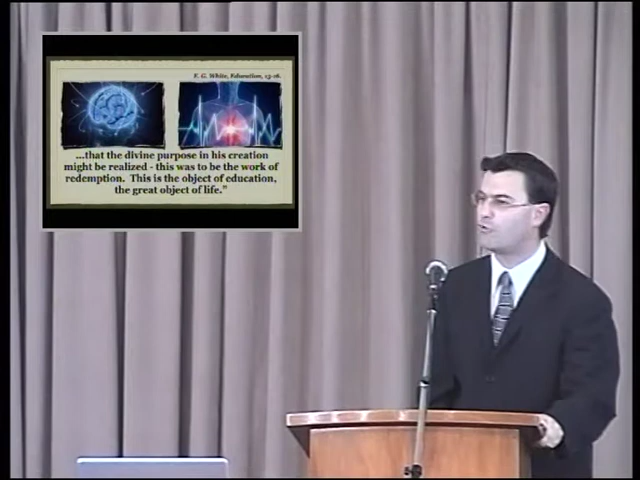 E. G. White, Education, 15-16.
...that the divine purpose in his creation
might be realized - this was to be the work of
redemption.  This is the object of education,
the great object of life."